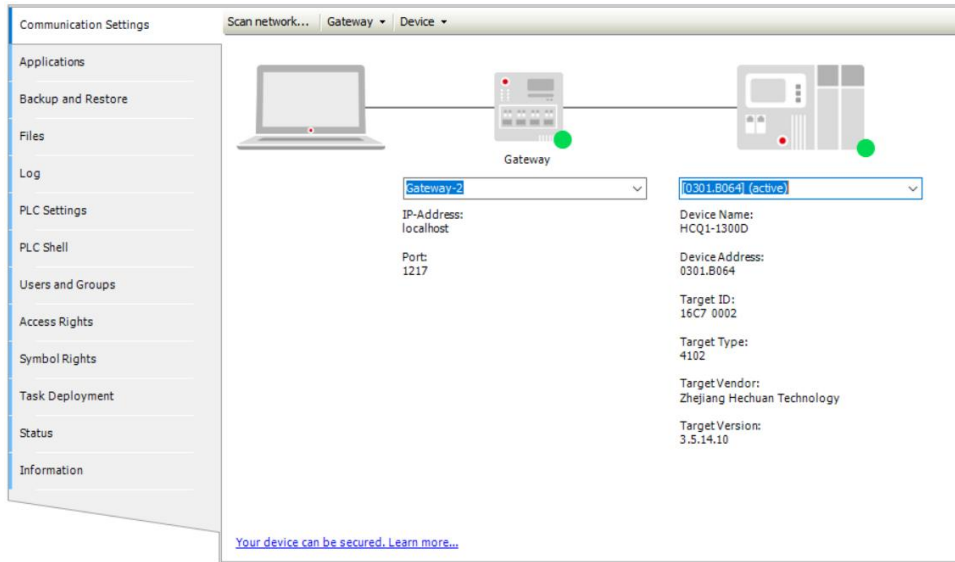 Communication Settings
Scan network... Gateway Device
Applications
Backup and Restore
Files
Log
PLC Settings
PLC Shell
Users and Groups
Access Rights
Symbol Rights
Task Deployment
Status
Information
Gateway
Gateway-2
IP-Address:
localhost
Port:
1217
[0301.B064] (active)
Device Name:
HCQ1-1300D
Device Address:
0301.B064
Target ID:
16C7 0002
Target Type:
4102
Target Vendor:
Zhejiang Hechuan Technology
Target Version:
3.5.14.10
Your device can be secured. Learn more...